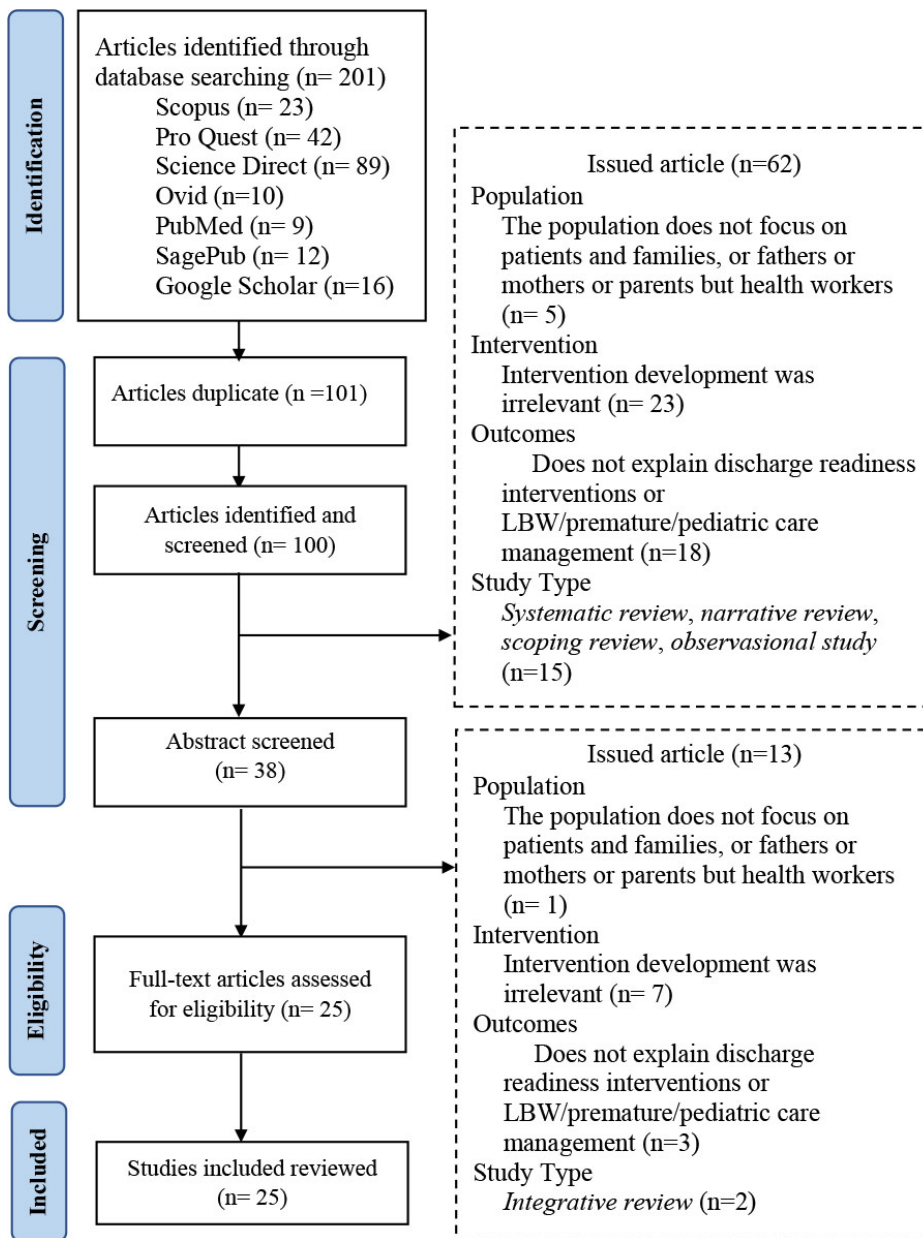 Identification
Articles identified through
database searching (n= 201)
Scopus (n= 23)
Pro Quest (n= 42)
Science Direct (n= 89)
Ovid (n=10)
PubMed (n= 9)
SagePub (n= 12)
Google Scholar (n=16)
Screening
Articles duplicate (n =101)
Articles identified and
screened (n= 100)
Issued article (n=62)
Population
The population does not focus on
patients and families, or fathers or
mothers or parents but health workers
(n= 5)
Intervention
Intervention development was
irrelevant (n= 23)
Outcomes
Does not explain discharge readiness
interventions or
LBW/premature/pediatric care
management (n=18)
Study Type
Systematic review, narrative review,
scoping review, observasional study
(n=15)
Abstract screened
(n= 38)
Issued article (n=13)
Population
The population does not focus on
patients and families, or fathers or
mothers or parents but health workers
(n= 1)
Intervention
Intervention development was
irrelevant (n= 7)
Outcomes
Does not explain discharge
readiness interventions or
LBW/premature/pediatric care
management (n=3)
Study Type
Integrative review (n=2)
Eligibility
Full-text articles assessed
for eligibility (n= 25)
Included
Studies included reviewed
(n= 25)